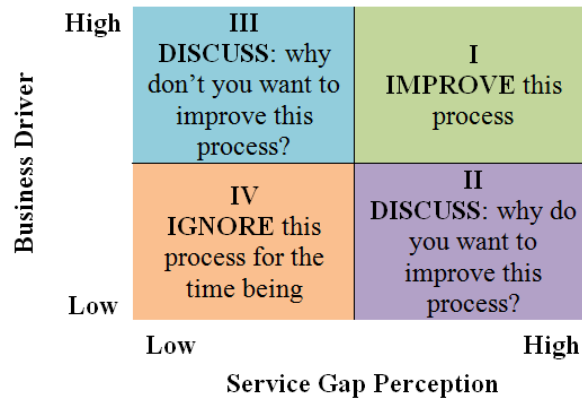 High
Business Driver
Low
III
DISCUSS: why
don't you want to
improve this
process?
I
IMPROVE this
process
IV
IGNORE this
process for the
time being
II
DISCUSS: why do
you want to
improve this
process?
Low
High
Service Gap Perception